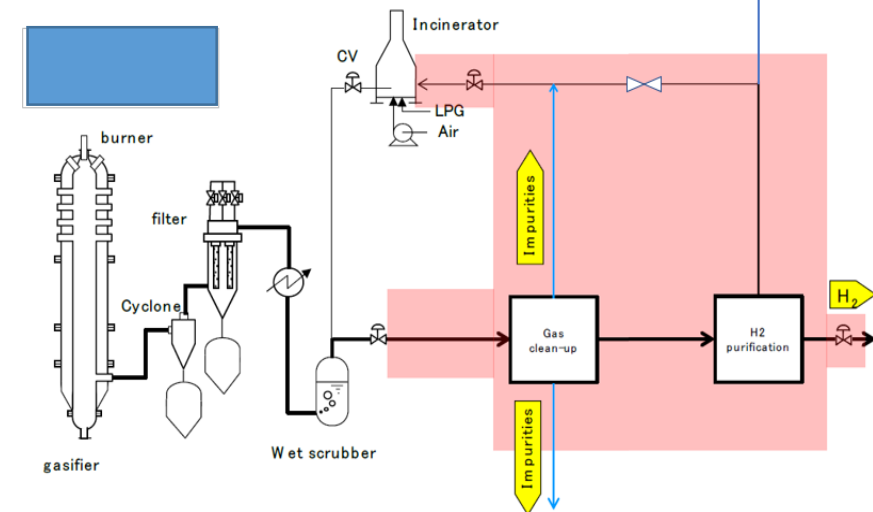 Incinerator
CV
LPG
Air
burner
filter
Impurities
Cyclone
H2
Gas
clean-up
H2
purification
Wet scrubber
gasifier
Impurities